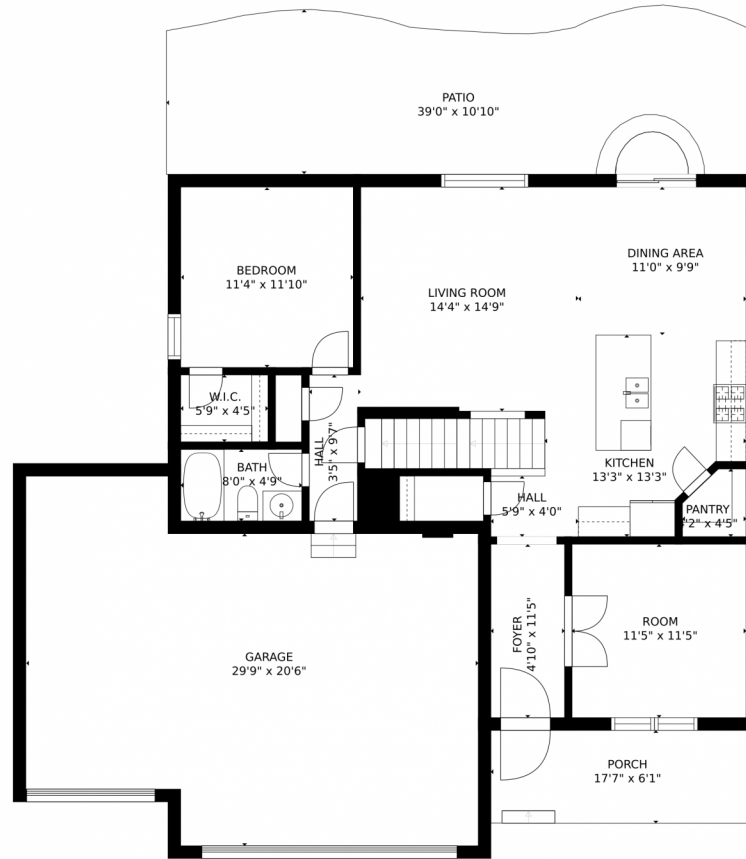 PATIO
39'0" x 10'10"
DINING AREA
11'0" x 9'9"
BEDROOM
11'4" x 11'10"
LIVING ROOM
14'4" x 14'9"
W.I.C.
5'9" x 4'5"
HALL
3'5" x 9'7"
BATH
8'0" x 4'9"
KITCHEN
13'3" x 13'3"
HALL
5'9" x 4'0"
PANTRY
'2" x 4'5"
FOYER
4'10" x 11'5"
ROOM
11'5" x 11'5"
GARAGE
29'9" x 20'6"
PORCH
17'7" x 6'1"